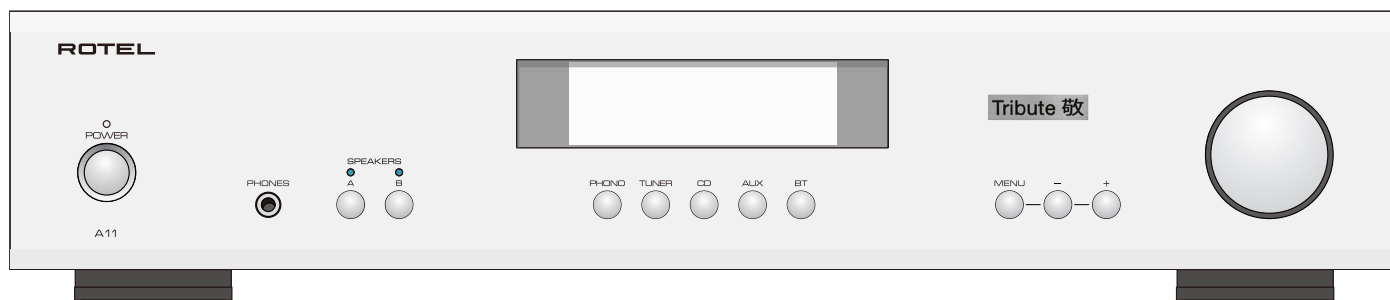 ROTEL
Tribute 敬
POWER
SPEAKERS
PHONES
A B
PHONO TUNER CD AUX BT
MENU − +
A11